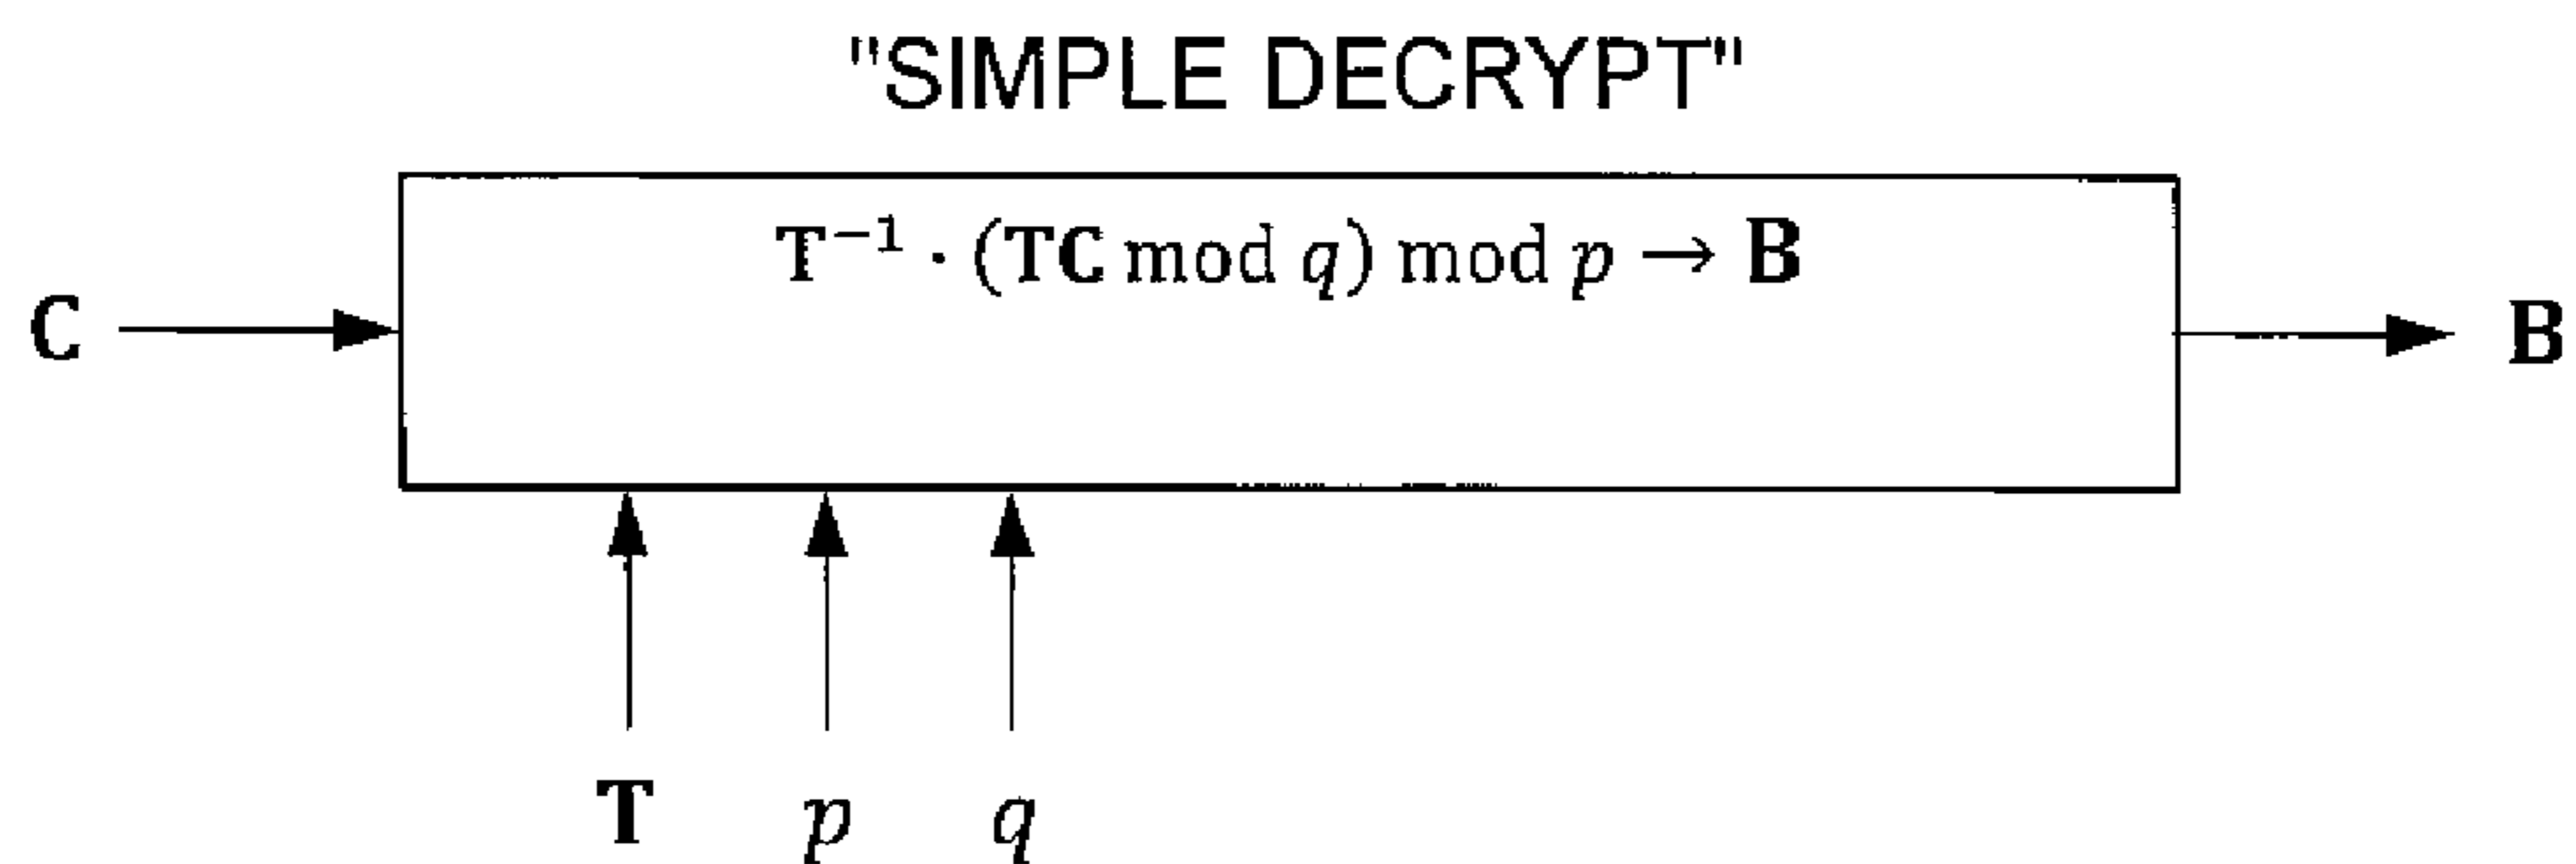 "SIMPLE DECRYPT"
T⁻¹ · (TC mod q) mod p → B
C
B
T p q